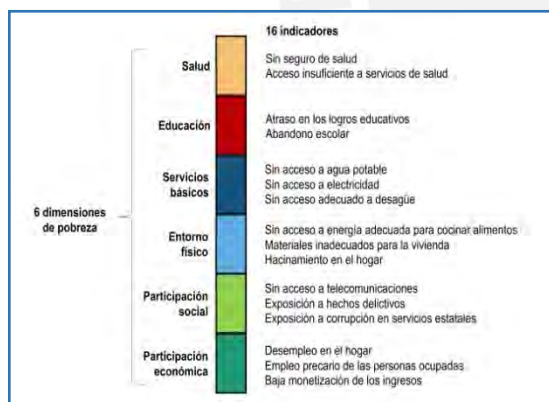 16 indicadores
Salud
Sin seguro de salud
Acceso insuficiente a servicios de salud
Educación
Atraso en los logros educativos
Abandono escolar
Servicios
básicos
Sin acceso a agua potable
Sin acceso a electricidad
Sin acceso adecuado a desagüe
6 dimensiones
de pobreza
Entorno
físico
Sin acceso a energía adecuada para cocinar alimentos
Materiales inadecuados para la vivienda
Hacinamiento en el hogar
Participación
social
Sin acceso a telecomunicaciones
Exposición a hechos delictivos
Exposición a corrupción en servicios estatales
Participación
económica
Desempleo en el hogar
Empleo precario de las personas ocupadas
Baja monetización de los ingresos